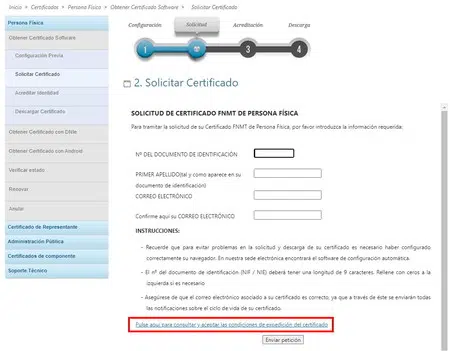 Inicio > Certificados > Persona Física > Obtener Certificado Software > Solicitar Certificado
Persona Física
Obtener Certificado Software
Configuración Previa
Solicitar Certificado
Acreditar Identidad
Descargar Certificado
Obtener Certificado con DNIe
Obtener Certificado con Android
Verificar estado
Renovar
Anular
Certificado de Representante
Administración Pública
Certificados de componente
Soporte Técnico
Configuración
Solicitud
Acreditación
Descarga
1
3
4
2. Solicitar Certificado
SOLICITUD DE CERTIFICADO FNMT DE PERSONA FÍSICA
Para tramitar la solicitud de su Certificado FNMT de Persona Física, por favor introduzca la información requerida:
Nº DEL DOCUMENTO DE IDENTIFICACIÓN
PRIMER APELLIDO(tal y como aparece en su
documento de identificación)
CORREO ELECTRÓNICO
Confirme aquí su CORREO ELECTRÓNICO
INSTRUCCIONES:
- Recuerde que para evitar problemas en la solicitud y descarga de su certificado es necesario haber configurado
correctamente su navegador. En nuestra sede electrónica encontrará el software de configuración automática.
- El nº del documento de identificación (NIF / NIE) deberá tener una longitud de 9 caracteres. Rellene con ceros a la
izquierda si es necesario.
- Asegúrese de que el correo electrónico asociado a su certificado es correcto, ya que a través de éste se enviarán todas
las notificaciones sobre el ciclo de vida de su certificado.
Pulse aquí para consultar y aceptar las condiciones de expedición del certificado
Enviar petición